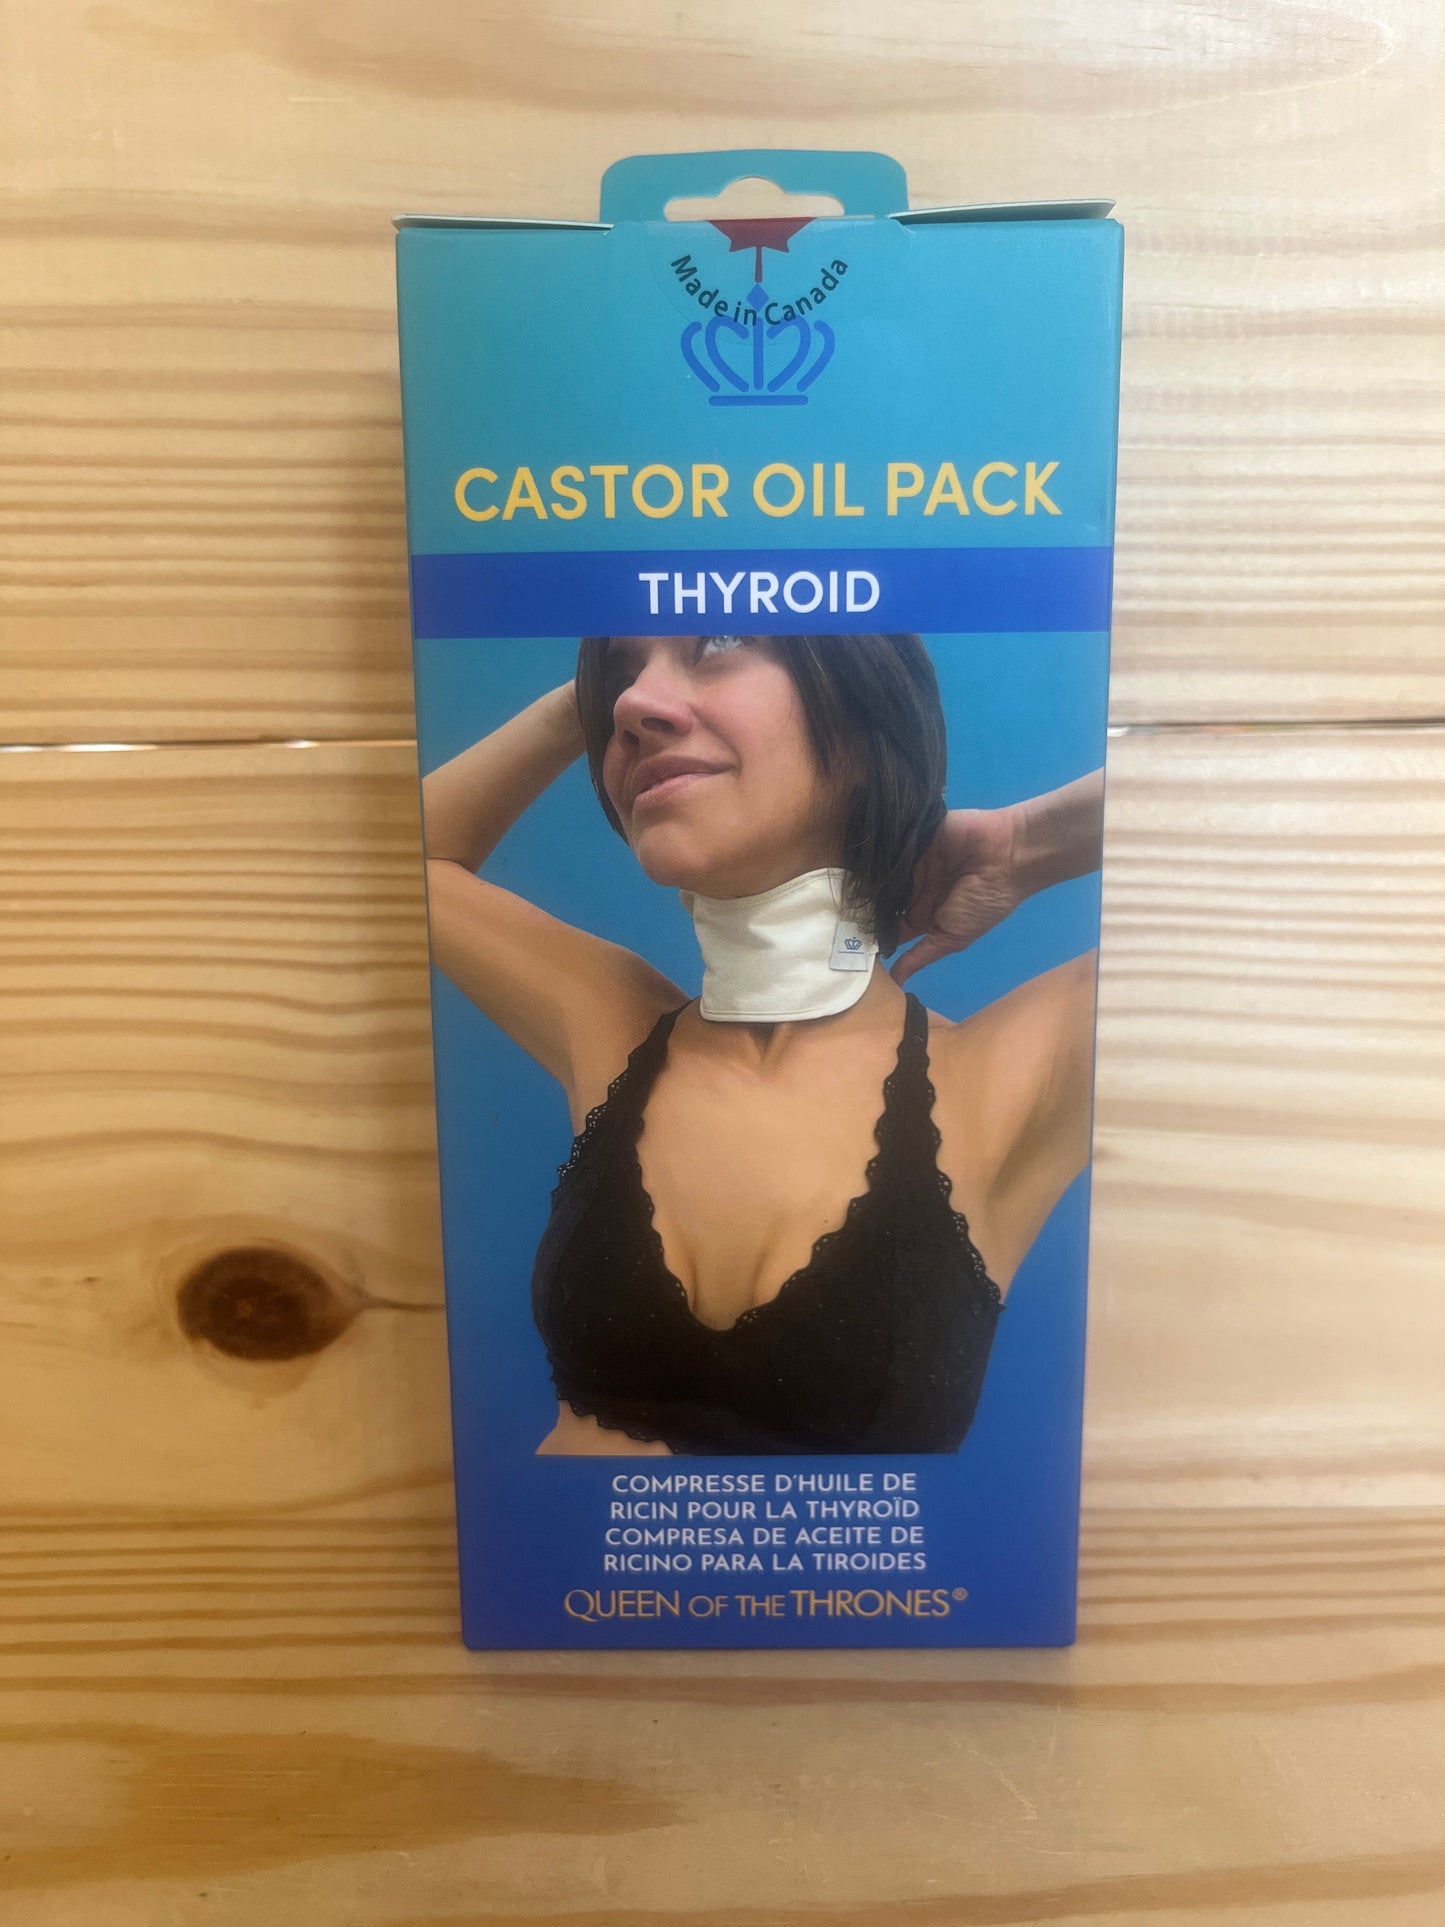 Made in Canada
CASTOR OIL PACK
THYROID
COMPRESSE D'HUILE DE
RICIN POUR LA THYROÏD
COMPRESA DE ACEITE DE
RICINO PARA LA TIROIDES
QUEEN OF THE THRONES®